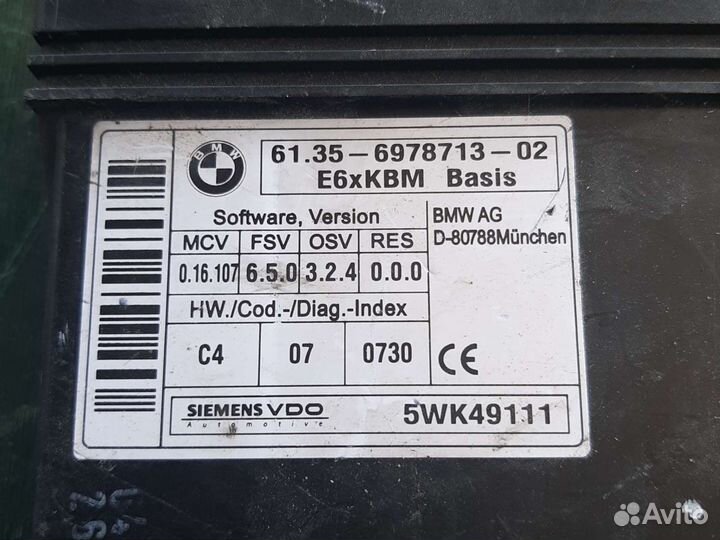 BMW
61.35-6978713-02
E6xKBM Basis
Software, Version
MCV FSV OSV RES
0.16.107 6.5.0 3.2.4 0.0.0
HW./Cod.-/Diag.-Index
C4 07 0730
BMW AG
D-80788München
CE
SIEMENS VDO
Automotive
5WK49111
Avito